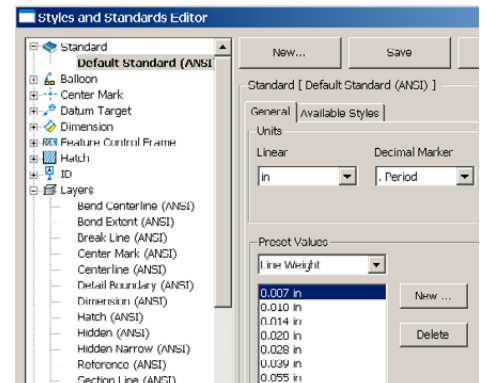 Styles and Standards Editor
Standard
Default Standard (ANSI
Balloon
Center Mark
Datum Target
Dimension
Feature Control Frame
Hatch
ID
Layers
Bend Centerline (ANSI)
Bend Extent (ANSI)
Break Line (ANSI)
Center Mark (ANSI)
Centerline (ANSI)
Detail Boundary (ANSI)
Dimension (ANSI)
Hatch (ANSI)
Hidden (ANSI)
Hidden Narrow (ANSI)
Reference (ANSI)
Section Line (ANSI)
New...
Save
Standard [ Default Standard (ANSI) ]
General
Available Styles
Units
Linear
Decimal Marker
in
. Period
Preset Values
Line Weight
0.007 in
0.010 in
0.014 in
0.020 in
0.028 in
0.039 in
0.055 in
New ...
Delete